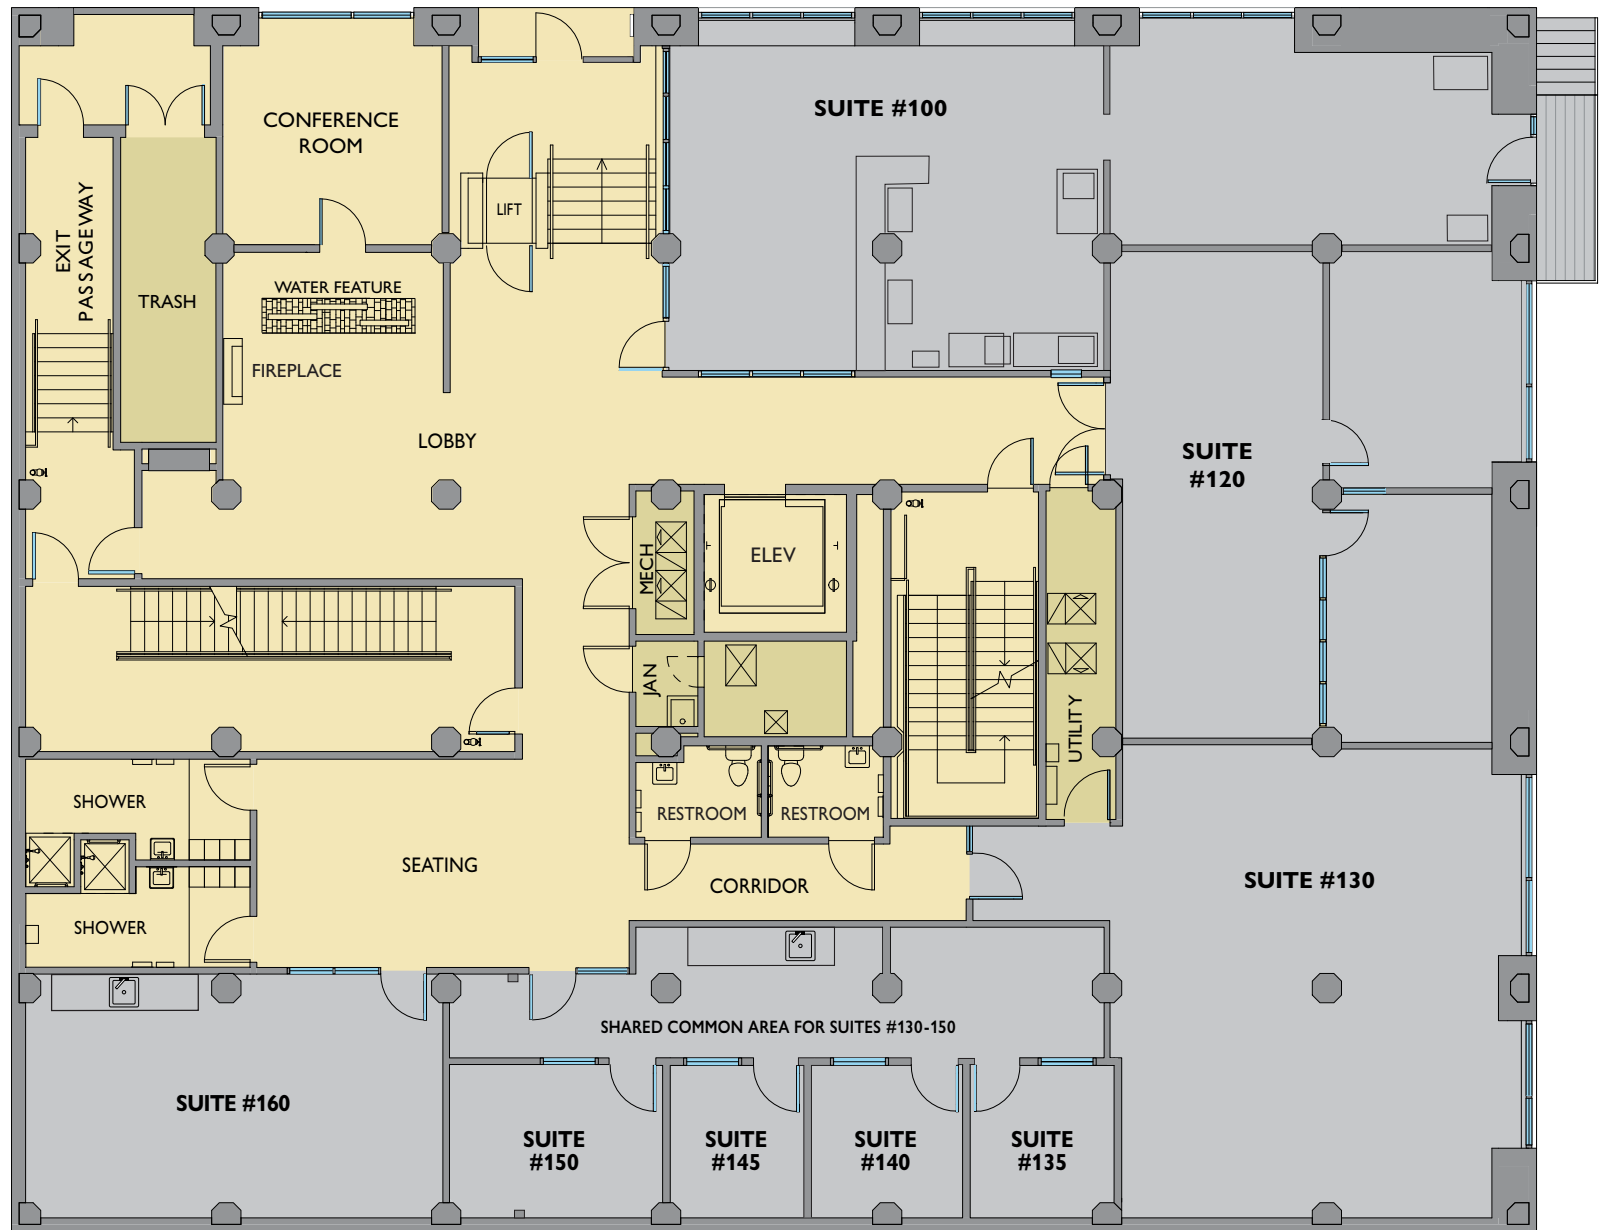 SUITE #100
CONFERENCE
ROOM
LIFT
EXIT
PASSAGEWAY
TRASH
WATER FEATURE
FIREPLACE
LOBBY
SUITE
#120
MECH
ELEV
JAN
UTILITY
SHOWER
RESTROOM
RESTROOM
SEATING
CORRIDOR
SUITE #130
SHOWER
SHARED COMMON AREA FOR SUITES #130-150
SUITE #160
SUITE
#150
SUITE
#145
SUITE
#140
SUITE
#135